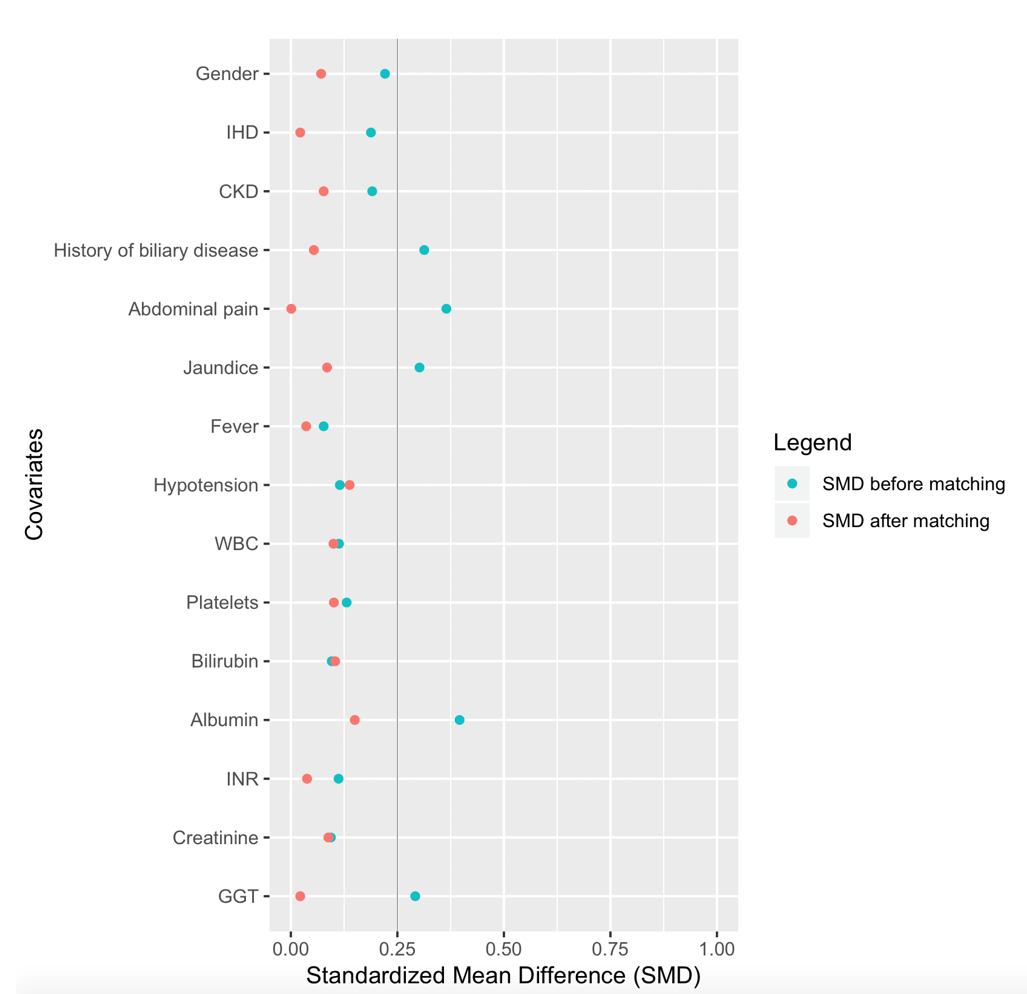 Gender
IHD
CKD
History of biliary disease
Abdominal pain
Jaundice
Fever
Hypotension
WBC
Platelets
Bilirubin
Albumin
INR
Creatinine
GGT
Covariates
0.00 0.25 0.50 0.75 1.00
Standardized Mean Difference (SMD)
Legend
SMD before matching
SMD after matching